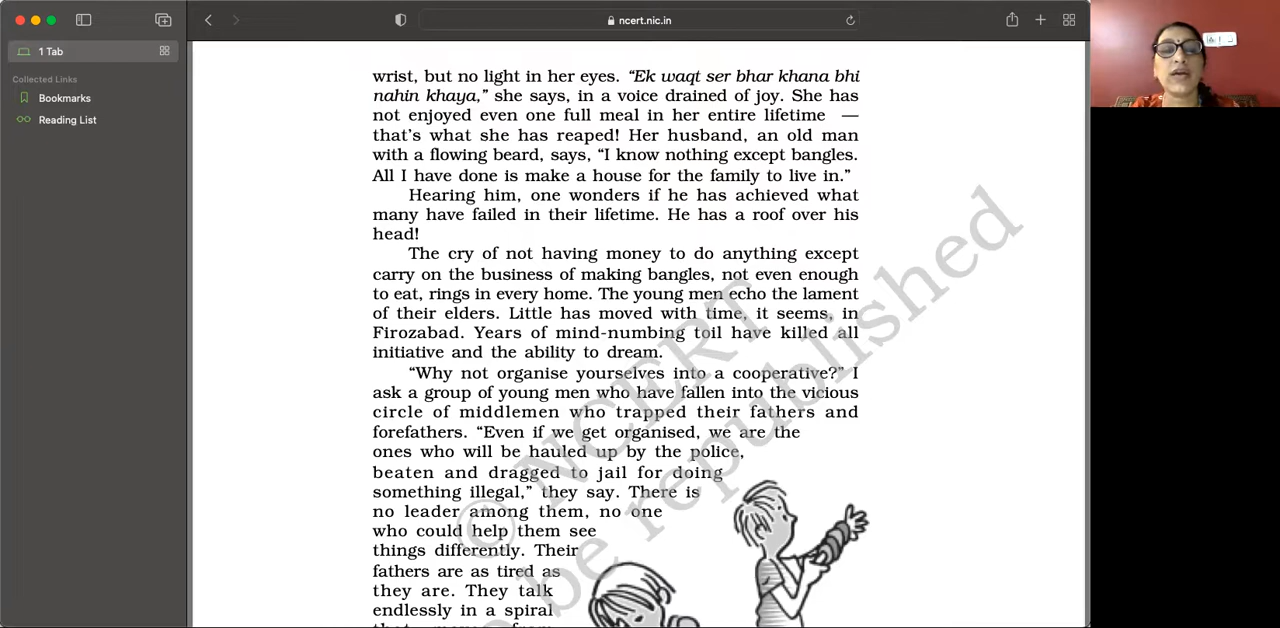 ncert.nic.in
1 Tab
Collected Links
Bookmarks
Reading List
wrist, but no light in her eyes. “Ek waqt ser bhar khana bhi
nahin khaya,” she says, in a voice drained of joy. She has
not enjoyed even one full meal in her entire lifetime —
that’s what she has reaped! Her husband, an old man
with a flowing beard, says, “I know nothing except bangles.
All I have done is make a house for the family to live in.”
Hearing him, one wonders if he has achieved what
many have failed in their lifetime. He has a roof over his
head!
The cry of not having money to do anything except
carry on the business of making bangles, not even enough
to eat, rings in every home. The young men echo the lament
of their elders. Little has moved with time, it seems, in
Firozabad. Years of mind-numbing toil have killed all
initiative and the ability to dream.
“Why not organise yourselves into a cooperative?” I
ask a group of young men who have fallen into the vicious
circle of middlemen who trapped their fathers and
forefathers. “Even if we get organised, we are the
ones who will be hauled up by the police,
beaten and dragged to jail for doing
something illegal,” they say. There is
no leader among them, no one
who could help them see
things differently. Their
fathers are as tired as
they are. They talk
endlessly in a spiral
© NCERT
be republished